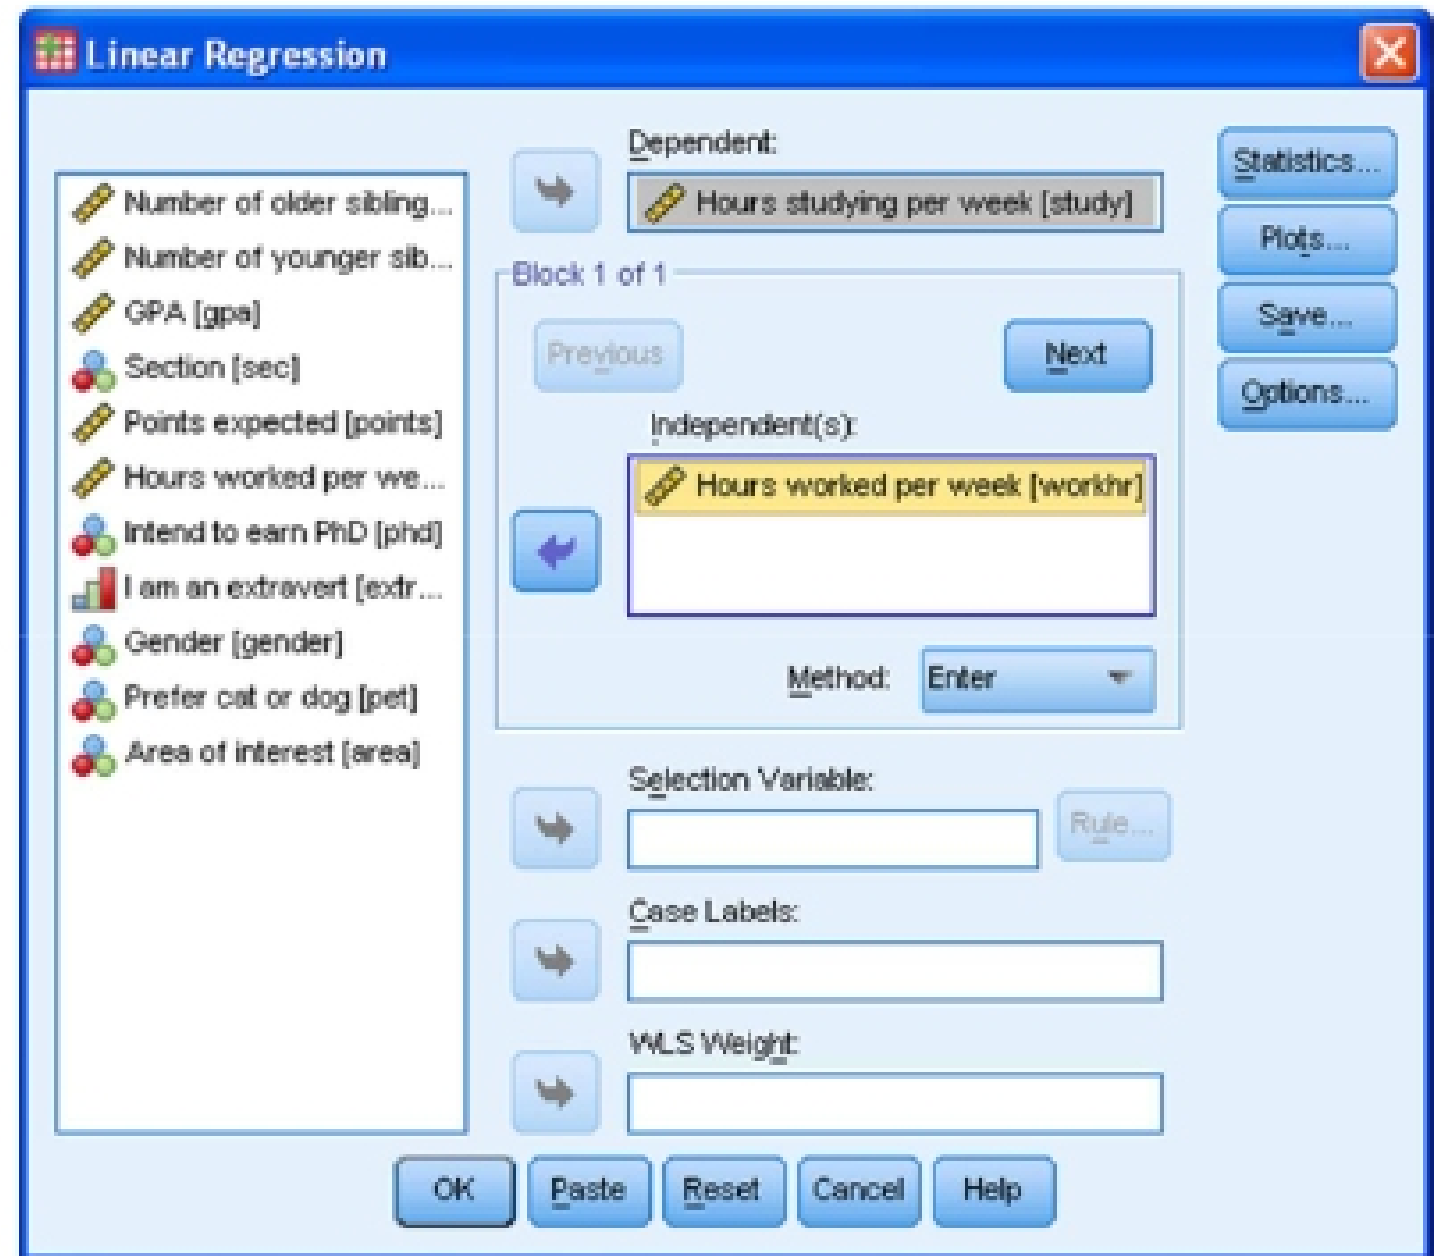 Linear Regression
Number of older sibling...
Number of younger sib...
GPA [gpa]
Section [sec]
Points expected [points]
Hours worked per we...
Intend to earn PhD [phd]
I am an extravert [extr...
Gender [gender]
Prefer cat or dog [pet]
Area of interest [area]
Dependent:
Hours studying per week [study]
Block 1 of 1
Previous
Next
Independent(s):
Hours worked per week [workhr]
Method: Enter
Selection Variable:
Rule...
Case Labels:
WLS Weight:
Statistics...
Plots...
Save...
Options...
OK Paste Reset Cancel Help